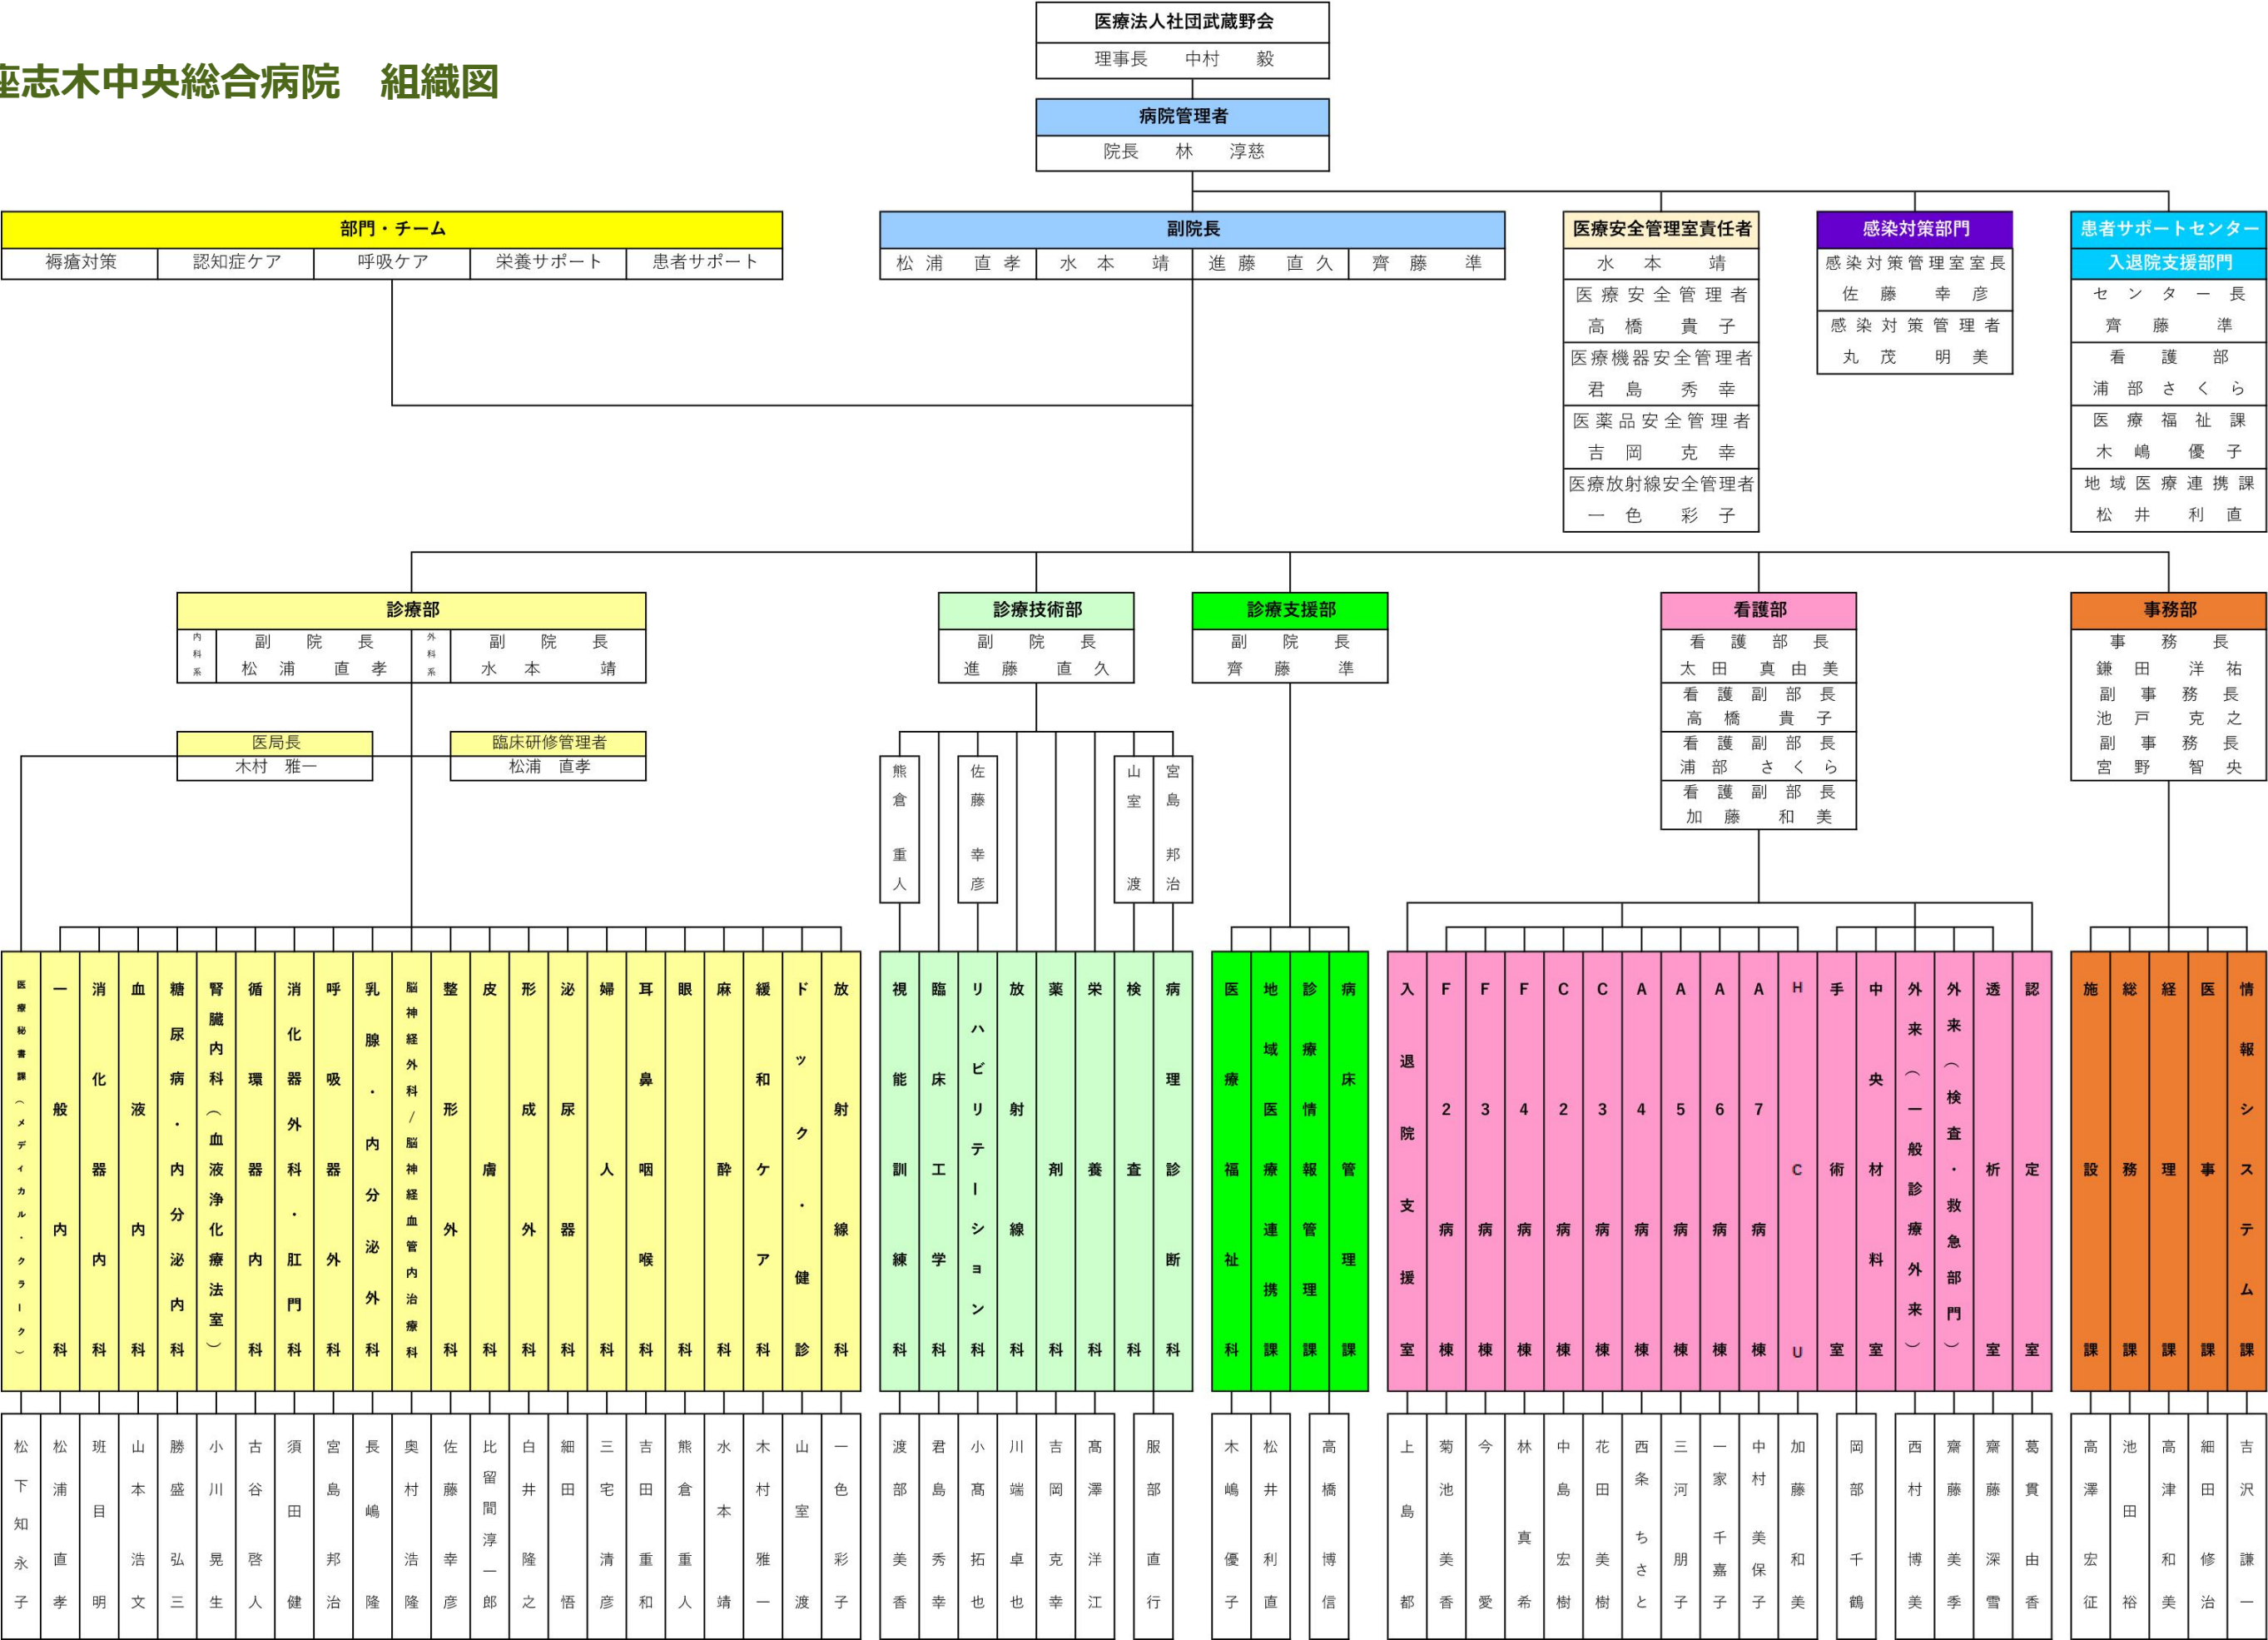 座志木中央総合病院　組織図
医療法人社団武蔵野会
理事長　中村　毅
病院管理者
院長　林　淳慈
部門・チーム
褥瘡対策　認知症ケア　呼吸ケア　栄養サポート　患者サポート
副院長
松浦　直孝　水本　靖　進藤　直久　齊藤　準
医療安全管理室責任者
水本　靖
医療安全管理者
高橋　貴子
医療機器安全管理者
君島　秀幸
医薬品安全管理者
吉岡　克幸
医療放射線安全管理者
一色　彩子
感染対策部門
感染対策管理室室長
佐藤　幸彦
感染対策管理者
丸茂　明美
患者サポートセンター
入退院支援部門
センター長
齊藤　準
看護部
浦部さくら
医療福祉課
木嶋　優子
地域医療連携課
松井　利直
診療部
内科系
副院長
松浦　直孝
外科系
副院長
水本　靖
診療技術部
副院長
進藤　直久
診療支援部
副院長
齊藤　準
看護部
看護部長
太田　真由美
看護副部長
高橋　貴子
看護副部長
浦部　さくら
看護副部長
加藤　和美
事務部
事務長
鎌田　洋祐
副事務長
池戸　克之
副事務長
宮野　智央
医局長
木村　雅一
臨床研修管理者
松浦　直孝
熊倉　重人
佐藤　幸彦
山室　渡
宮島　邦治
医療秘書課（メディカル・クラーク）
一般内科
消化器内科
血液内科
糖尿病・内分泌内科
腎臓内科（血液浄化療法室）
循環器内科
消化器外科・肛門科
呼吸器外科
乳腺・内分泌外科
脳神経外科/脳神経血管内治療科
整形外科
皮膚科
形成外科
泌尿器科
婦人科
耳鼻咽喉科
眼科
麻酔科
緩和ケア科
ドック・健診
放射線科
視能訓練科
臨床工学科
リハビリテーション科
放射線科
薬剤科
栄養科
検査科
病理診断科
医療福祉科
地域医療連携課
診療情報管理課
病床管理課
入退院支援室
F2病棟
F3病棟
F4病棟
C2病棟
C3病棟
A4病棟
A5病棟
A6病棟
A7病棟
HCU
手術室
中央材料室
外来（一般診療外来）
外来（検査・救急部門）
透析室
認定室
施設課
総務課
経理課
医事課
情報システム課
松下知永子
松浦　直孝
班目　明
山本　浩文
勝盛　弘三
小川　晃生
古谷　啓人
須田　健
宮島　邦治
長嶋　隆
奥村　浩隆
佐藤　幸彦
比留間淳一郎
白井　隆之
細田　悟
三宅　清彦
吉田　重和
熊倉　重人
水本　靖
木村　雅一
山室　渡
一色　彩子
渡部　美香
君島　秀幸
小髙　拓也
川端　卓也
吉岡　克幸
髙澤　洋江
服部　直行
木嶋　優子
松井　利直
高橋　博信
上島　都
菊池　美香
今　愛
林　真希
中島　宏樹
花田　美樹
西条　ちさと
三河　朋子
一家　千嘉子
中村　美保子
加藤　和美
岡部　千鶴
西村　博美
齋藤　美季
齋藤　深雪
葛貫　由香
高澤　宏征
池田　裕
高津　和美
細田　修治
吉沢　謙一